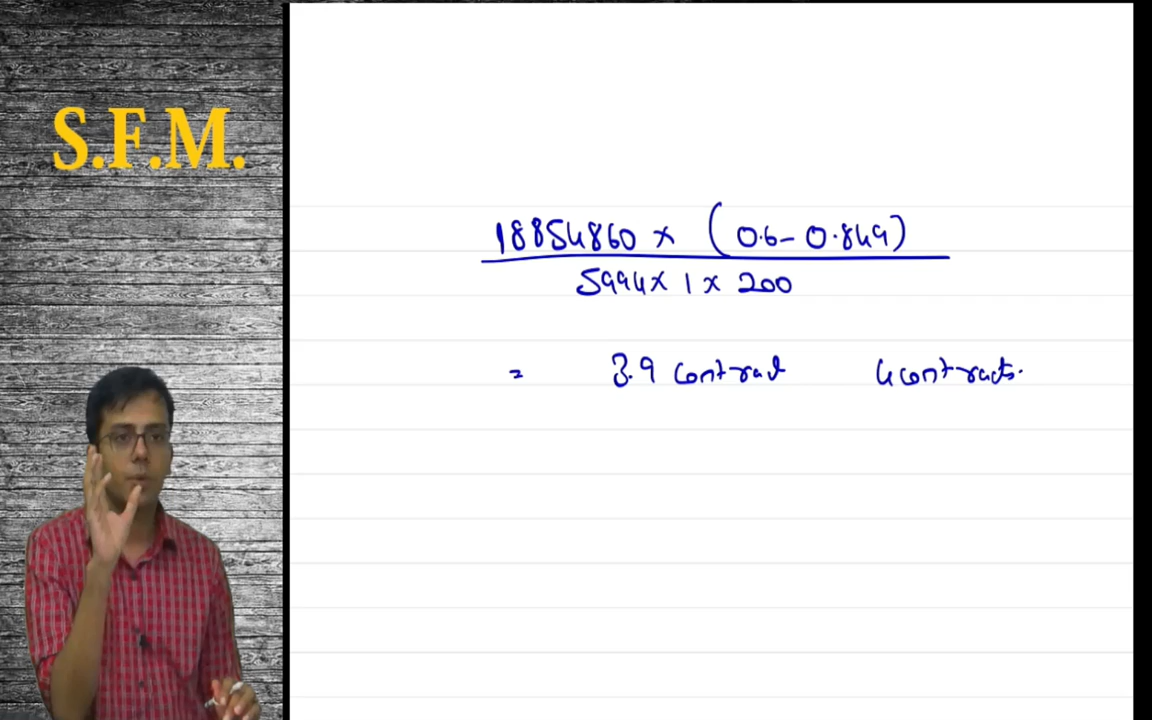 S.F.M.
18854860 × (0.6 - 0.849)
5994 × 1 × 200
= 3.9 contract 4 contracts.